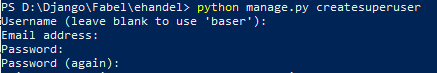 PS D:\Django\Fabel\ehandel> python manage.py createsuperuser
Username (leave blank to use 'baser'):
Email address:
Password:
Password (again):